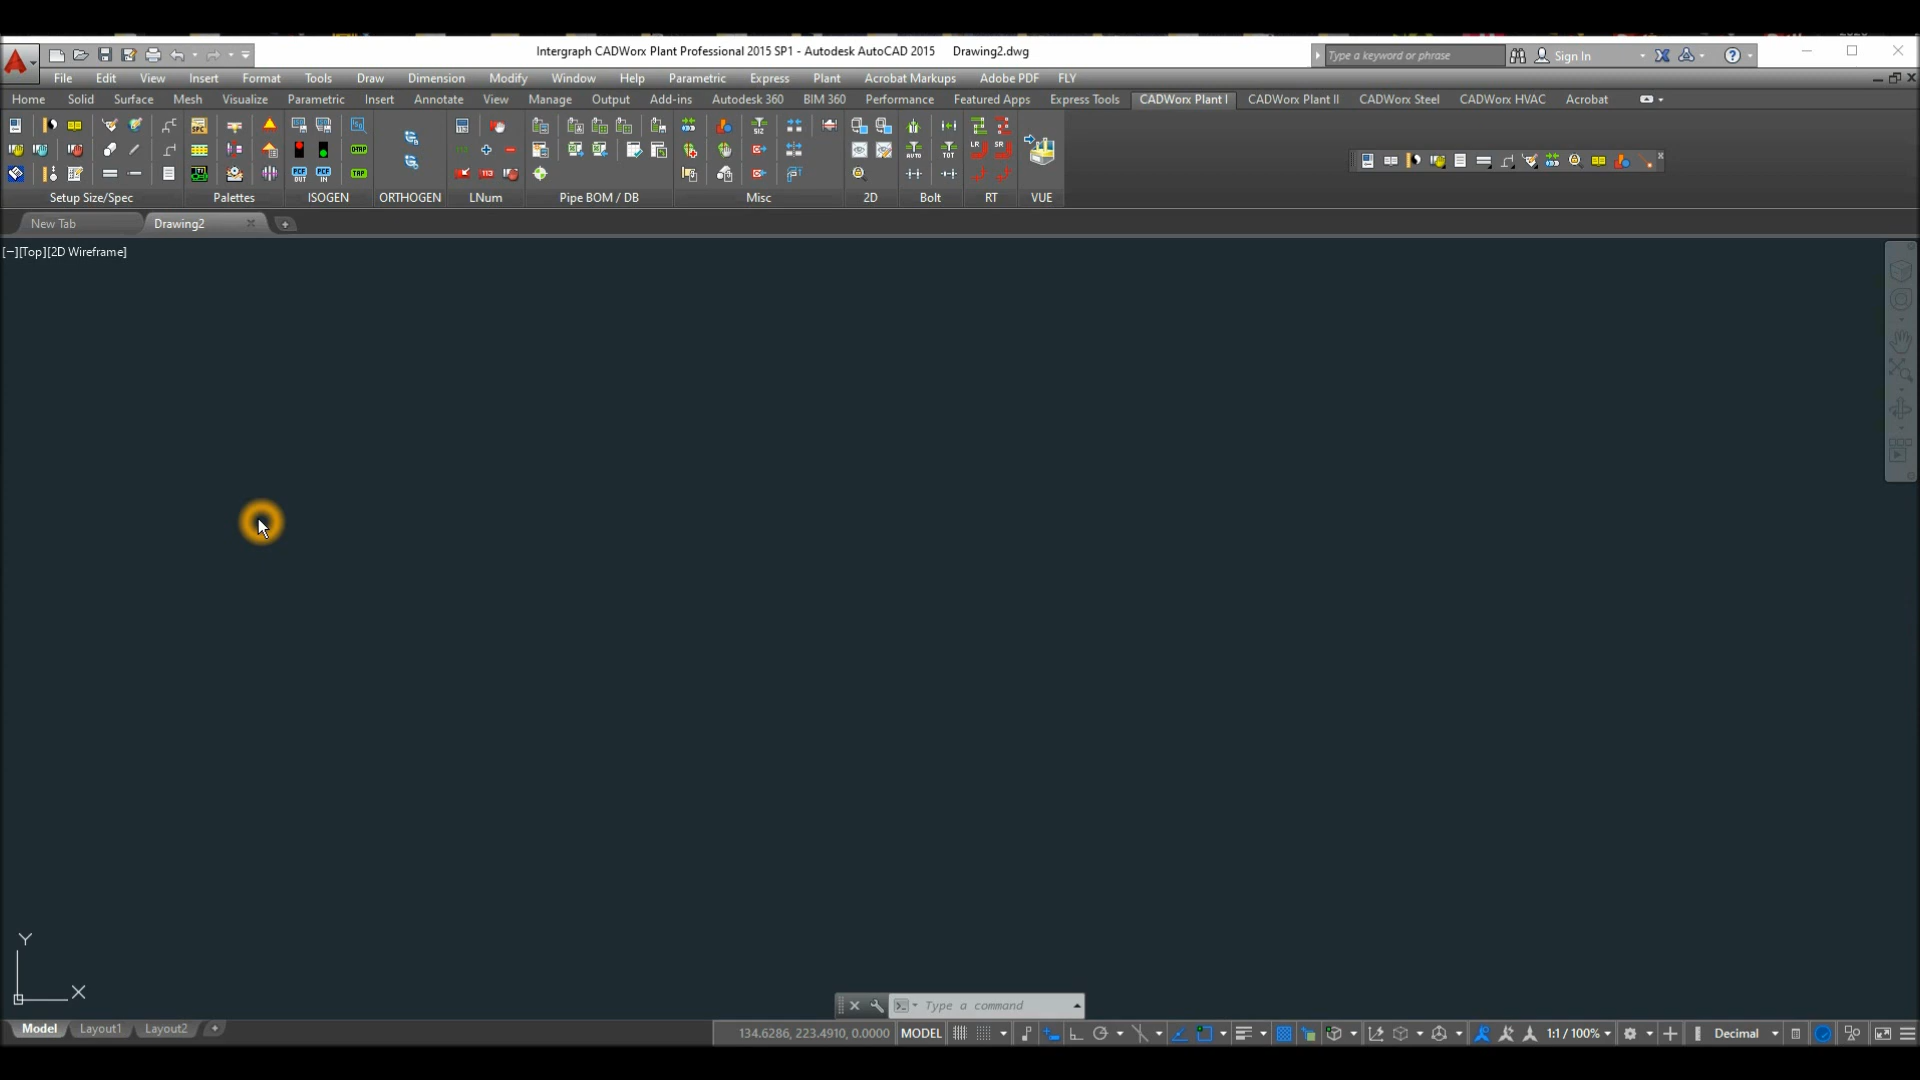 Intergraph CADWorx Plant Professional 2015 SP1 - Autodesk AutoCAD 2015 Drawing2.dwg
Type a keyword or phrase
Sign In
File Edit View Insert Format Tools Draw Dimension Modify Window Help Parametric Express Plant Acrobat Markups Adobe PDF FLY
Home Solid Surface Mesh Visualize Parametric Insert Annotate View Manage Output Add-ins Autodesk 360 BIM 360 Performance Featured Apps Express Tools CADWorx Plant I CADWorx Plant II CADWorx Steel CADWorx HVAC Acrobat
Setup Size/Spec Palettes ISOGEN ORTHOGEN LNum Pipe BOM / DB Misc 2D Bolt RT VUE
New Tab Drawing2
[−][Top][2D Wireframe]
Y
X
Type a command
Model Layout1 Layout2
134.6286, 223.4910, 0.0000 MODEL 1:1 / 100% Decimal